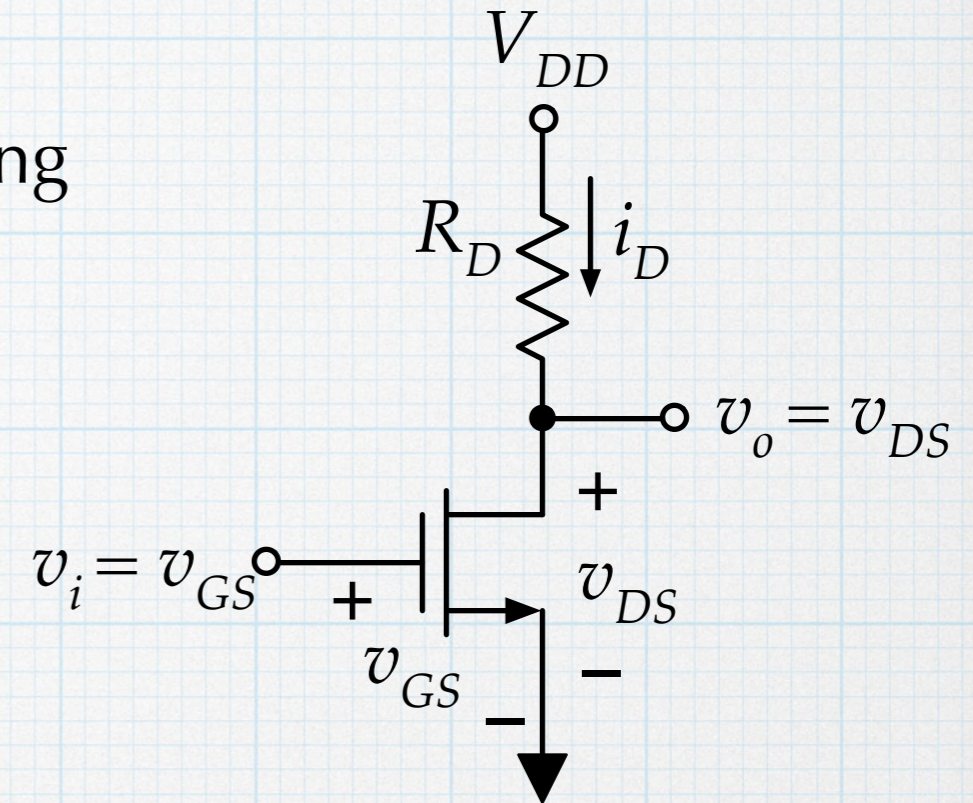 V_DD
ng
R_D
i_D
v_o = v_DS
+
v_i = v_GS
+
v_DS
v_GS
−
−